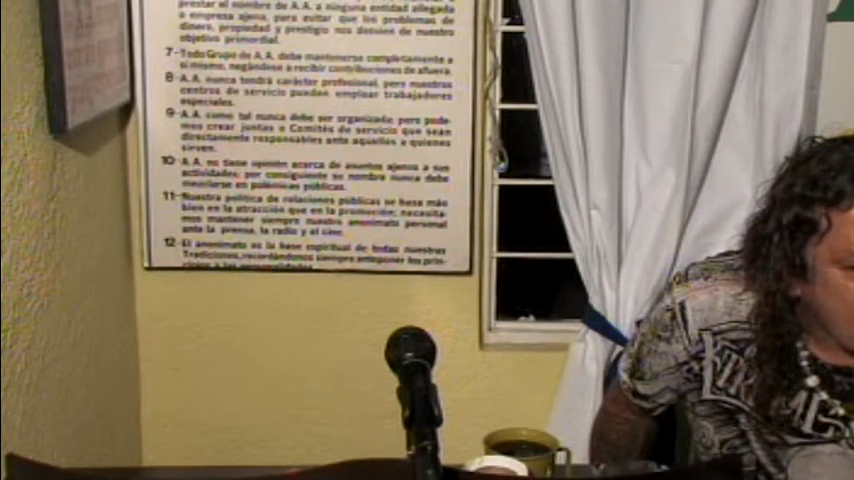 prestar el nombre de A.A. a ninguna entidad allegada
o empresa ajena, para evitar que los problemas de
dinero, propiedad y prestigio nos desvíen de nuestro
objetivo primordial.
7-Todo Grupo de A.A. debe mantenerse completamente a
sí mismo, negándose a recibir contribuciones de afuera.
8-A.A. nunca tendrá carácter profesional, pero nuestros
centros de servicio pueden emplear trabajadores
especiales.
9-A.A. como tal nunca debe ser organizada; pero pode-
mos crear juntas o Comités de servicio que sean
directamente responsables ante aquellos a quienes
sirven.
10-A.A. no tiene opinión acerca de asuntos ajenos a sus
actividades; por consiguiente su nombre nunca debe
mezclarse en polémicas públicas.
11-Nuestra política de relaciones públicas se basa más
bien en la atracción que en la promoción; necesita-
mos mantener siempre nuestro anonimato personal
ante la prensa, la radio y el cine.
12-El anonimato es la base espiritual de todas nuestras
Tradiciones, recordándonos siempre anteponer los prin-
cipios a las personalidades